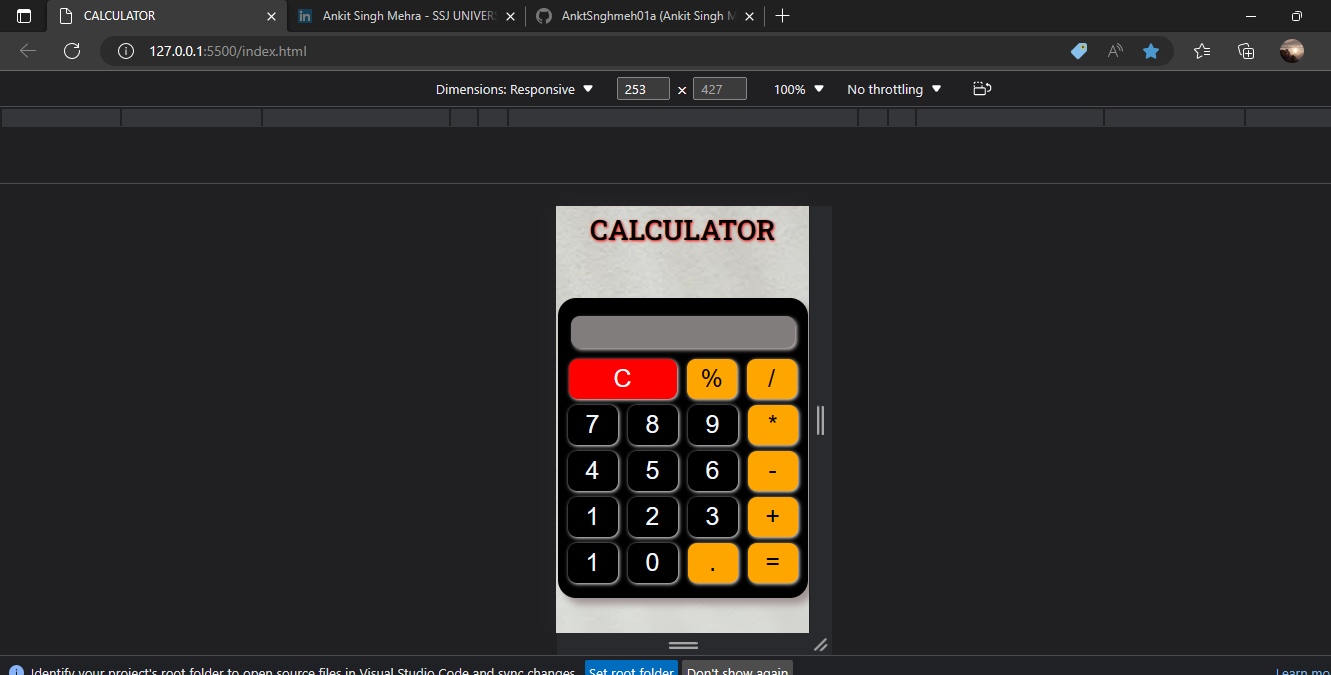 CALCULATOR Ankit Singh Mehra - SSJ UNIVERS AnktSnghmeh01a (Ankit Singh M
127.0.0.1:5500/index.html
Dimensions: Responsive 253 × 427 100% No throttling
CALCULATOR
C % /
7 8 9 *
4 5 6 -
1 2 3 +
1 0 . =
Identify your project's root folder to open source files in Visual Studio Code and sync changes. Set root folder Don't show again Learn mo